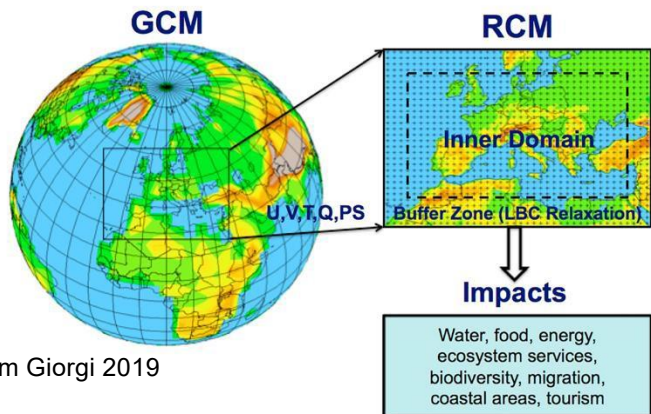 GCM
RCM
Inner Domain
U,V,T,Q,PS
Buffer Zone (LBC Relaxation)
Impacts
Water, food, energy,
ecosystem services,
biodiversity, migration,
coastal areas, tourism
m Giorgi 2019